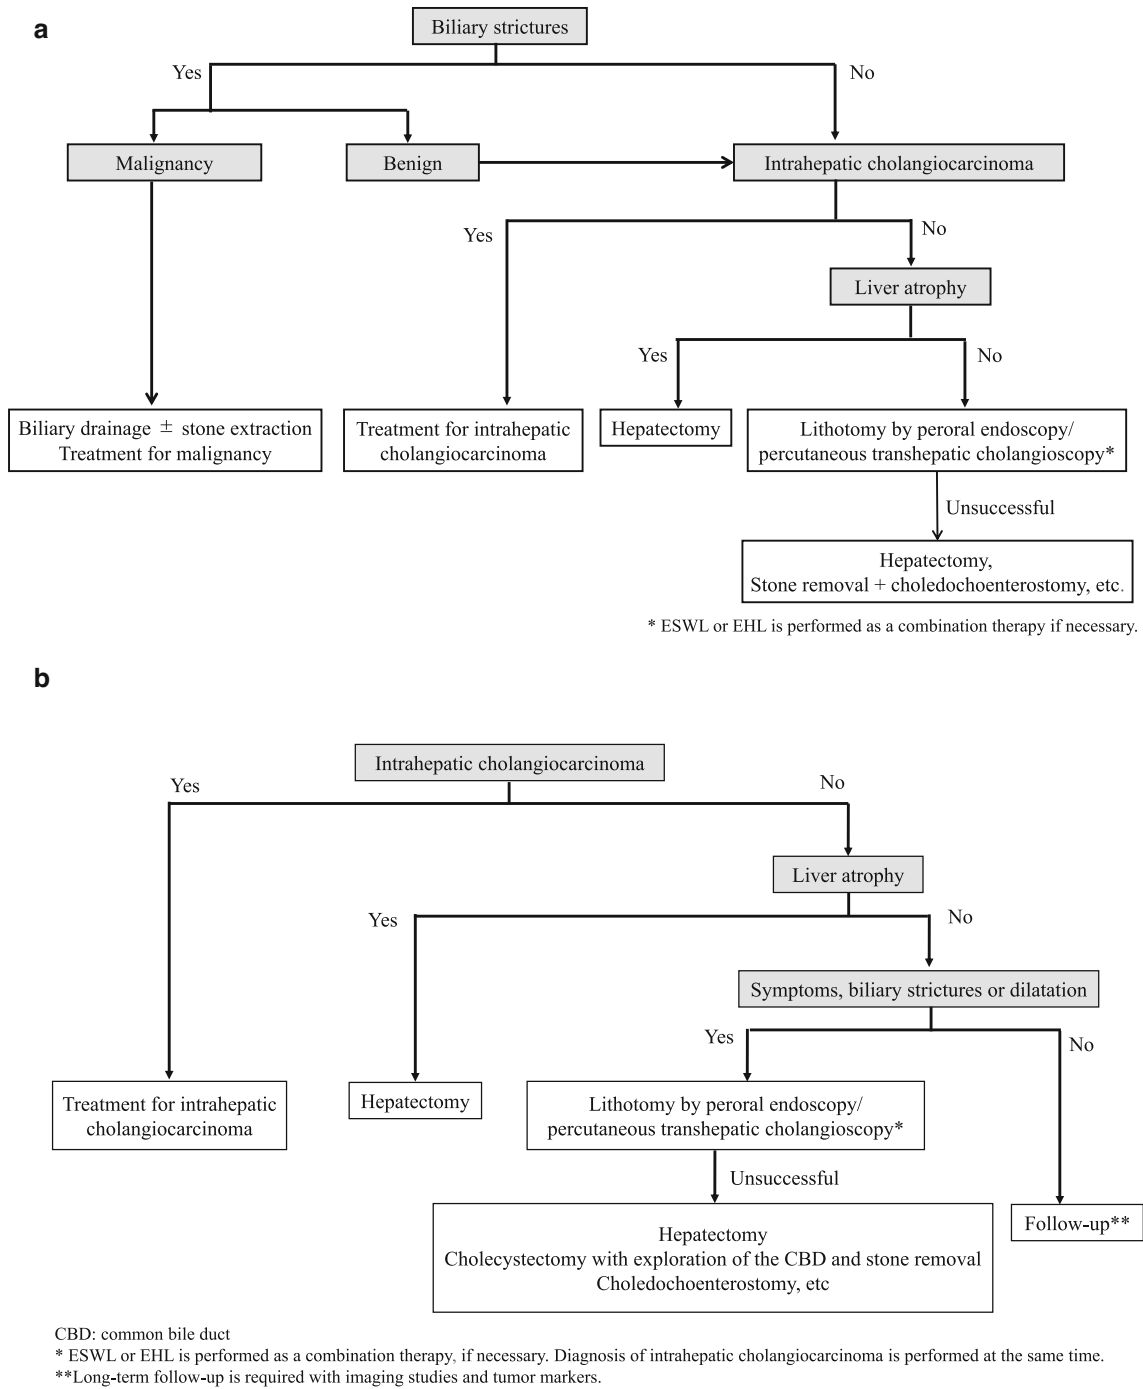 a
Biliary strictures
Yes
No
Malignancy
Benign
Intrahepatic cholangiocarcinoma
Yes
No
Liver atrophy
Yes
No
Biliary drainage ± stone extraction
Treatment for malignancy
Treatment for intrahepatic
cholangiocarcinoma
Hepatectomy
Lithotomy by peroral endoscopy/
percutaneous transhepatic cholangioscopy*
Unsuccessful
Hepatectomy,
Stone removal + choledochoenterostomy, etc.
* ESWL or EHL is performed as a combination therapy if necessary.
b
Intrahepatic cholangiocarcinoma
Yes
No
Liver atrophy
Yes
No
Symptoms, biliary strictures or dilatation
Yes
No
Treatment for intrahepatic
cholangiocarcinoma
Hepatectomy
Lithotomy by peroral endoscopy/
percutaneous transhepatic cholangioscopy*
Unsuccessful
Hepatectomy
Cholecystectomy with exploration of the CBD and stone removal
Choledochoenterostomy, etc
Follow-up**
CBD: common bile duct
* ESWL or EHL is performed as a combination therapy, if necessary. Diagnosis of intrahepatic cholangiocarcinoma is performed at the same time.
**Long-term follow-up is required with imaging studies and tumor markers.